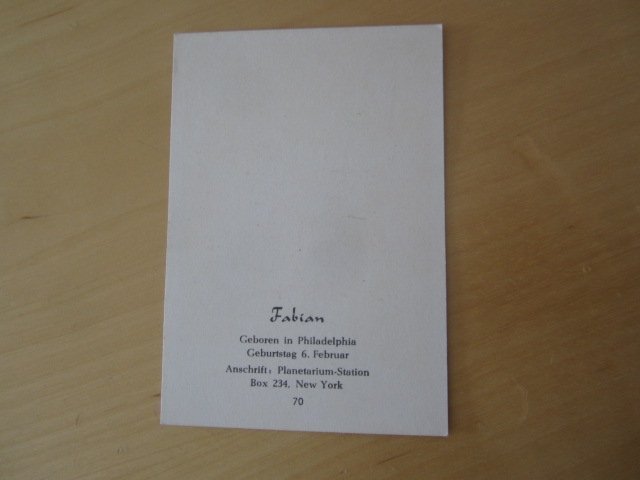 Fabian
Geboren in Philadelphia
Geburtstag 6. Februar
Anschrift: Planetarium-Station
Box 234, New York
70